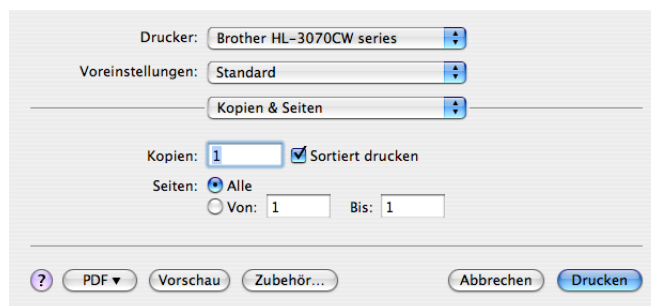 Drucker: Brother HL-3070CW series
Voreinstellungen: Standard
Kopien & Seiten
Kopien: 1 Sortiert drucken
Seiten: Alle
Von: 1 Bis: 1
? PDF ▼ Vorschau Zubehör... Abbrechen Drucken